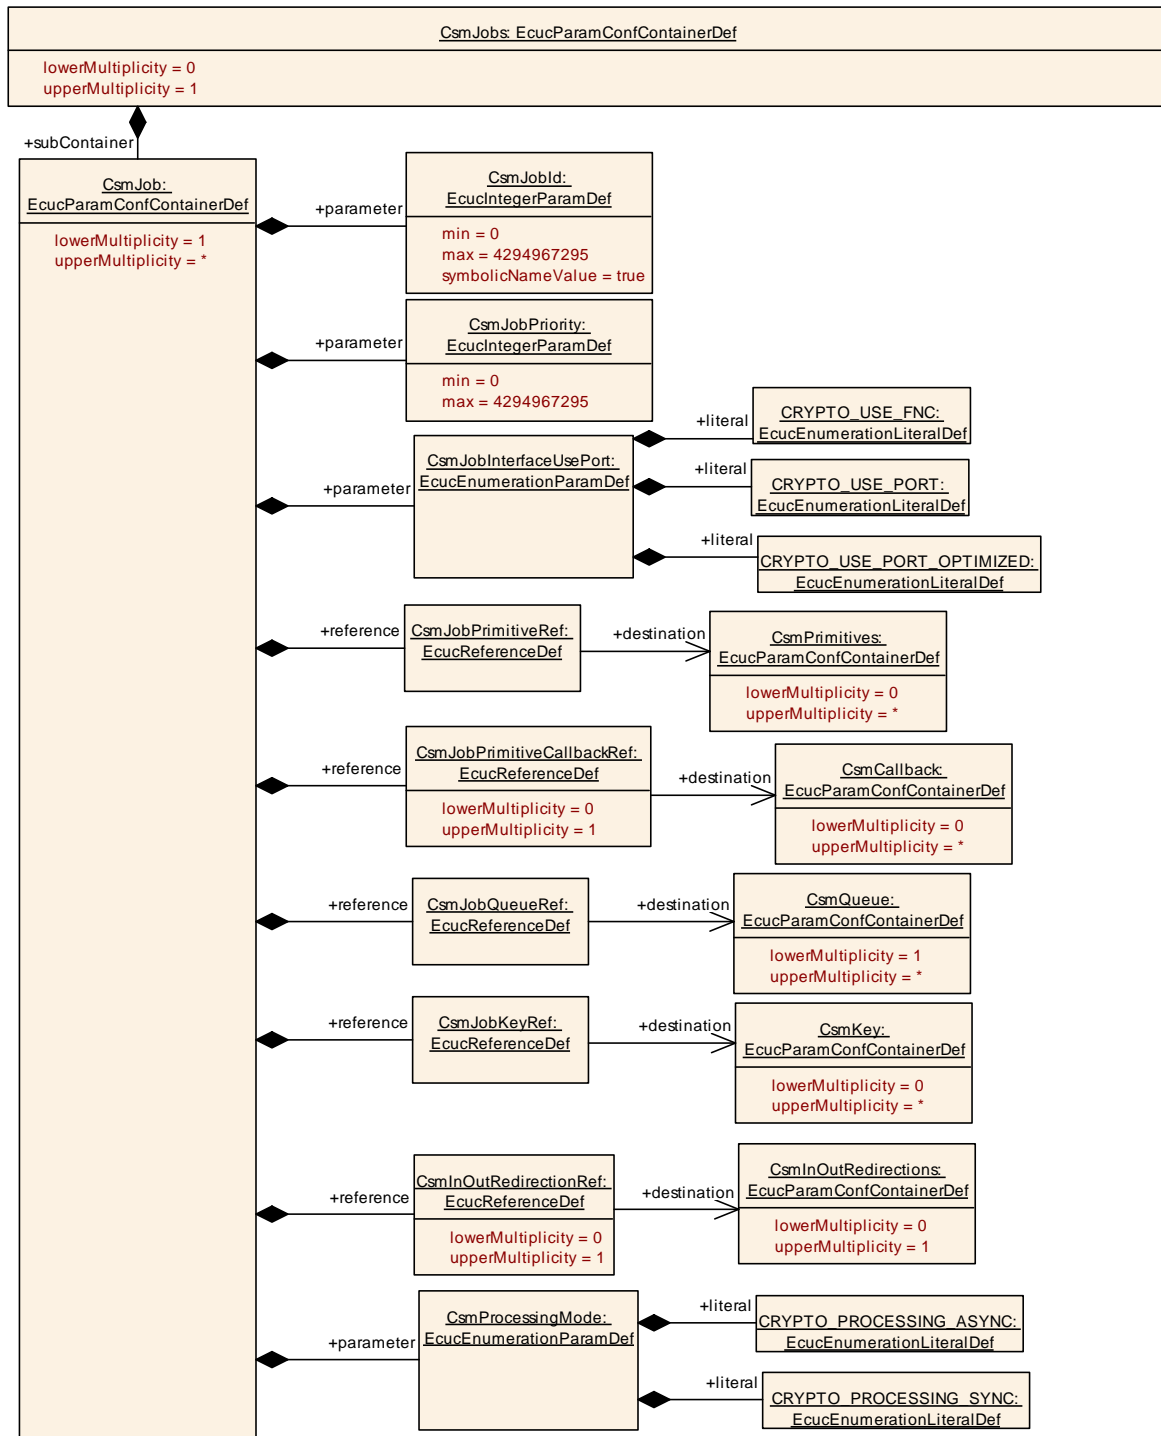 CsmJobs: EcucParamConfContainerDef
lowerMultiplicity = 0
upperMultiplicity = 1
+subContainer
CsmJob:
EcucParamConfContainerDef
lowerMultiplicity = 1
upperMultiplicity = *
+parameter
CsmJobId:
EcucIntegerParamDef
min = 0
max = 4294967295
symbolicNameValue = true
+parameter
CsmJobPriority:
EcucIntegerParamDef
min = 0
max = 4294967295
+parameter
CsmJobInterfaceUsePort:
EcucEnumerationParamDef
+literal
CRYPTO_USE_FNC:
EcucEnumerationLiteralDef
+literal
CRYPTO_USE_PORT:
EcucEnumerationLiteralDef
+literal
CRYPTO_USE_PORT_OPTIMIZED:
EcucEnumerationLiteralDef
+reference
CsmJobPrimitiveRef:
EcucReferenceDef
+destination
CsmPrimitives:
EcucParamConfContainerDef
lowerMultiplicity = 0
upperMultiplicity = *
+reference
CsmJobPrimitiveCallbackRef:
EcucReferenceDef
lowerMultiplicity = 0
upperMultiplicity = 1
+destination
CsmCallback:
EcucParamConfContainerDef
lowerMultiplicity = 0
upperMultiplicity = *
+reference
CsmJobQueueRef:
EcucReferenceDef
+destination
CsmQueue:
EcucParamConfContainerDef
lowerMultiplicity = 1
upperMultiplicity = *
+reference
CsmJobKeyRef:
EcucReferenceDef
+destination
CsmKey:
EcucParamConfContainerDef
lowerMultiplicity = 0
upperMultiplicity = *
+reference
CsmInOutRedirectionRef:
EcucReferenceDef
lowerMultiplicity = 0
upperMultiplicity = 1
+destination
CsmInOutRedirections:
EcucParamConfContainerDef
lowerMultiplicity = 0
upperMultiplicity = 1
+parameter
CsmProcessingMode:
EcucEnumerationParamDef
+literal
CRYPTO_PROCESSING_ASYNC:
EcucEnumerationLiteralDef
+literal
CRYPTO_PROCESSING_SYNC:
EcucEnumerationLiteralDef